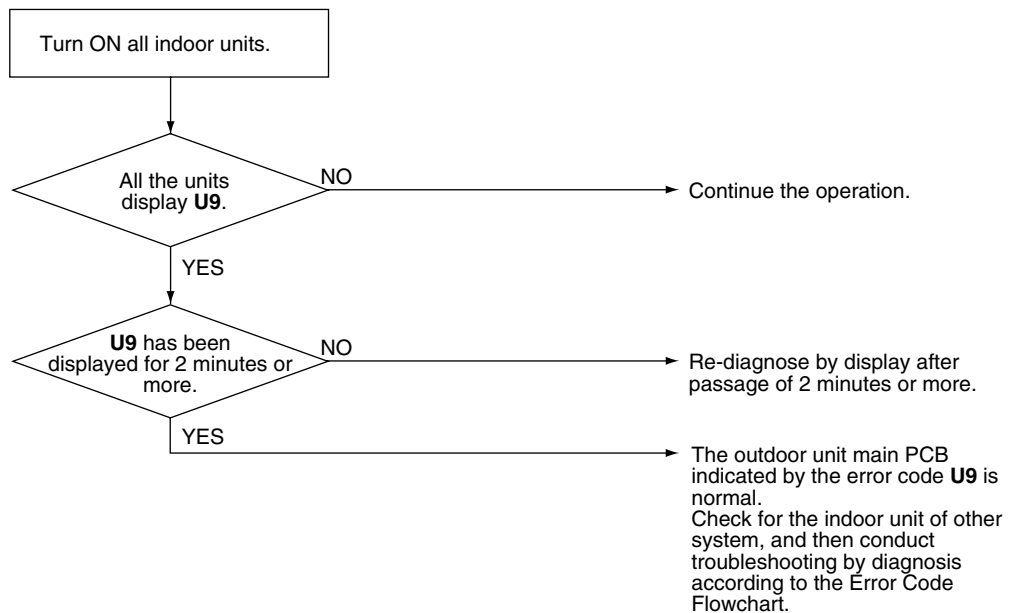 Turn ON all indoor units.
All the units
display U9.
NO
Continue the operation.
YES
U9 has been
displayed for 2 minutes or
more.
NO
Re-diagnose by display after
passage of 2 minutes or more.
YES
The outdoor unit main PCB
indicated by the error code U9 is
normal.
Check for the indoor unit of other
system, and then conduct
troubleshooting by diagnosis
according to the Error Code
Flowchart.